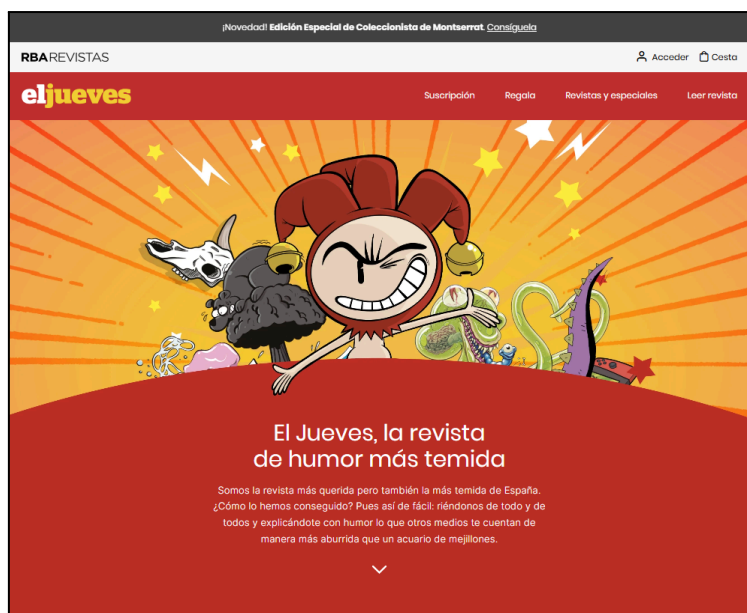 ¡Novedad! Edición Especial de Coleccionista de Montserrat. Consíguela
RBAREVISTAS
Acceder
Cesta
eljueves
Suscripción
Regala
Revistas y especiales
Leer revista
El Jueves, la revista
de humor más temida
Somos la revista más querida pero también la más temida de España.
¿Cómo lo hemos conseguido? Pues así de fácil: riéndonos de todo y de
todos y explicándote con humor lo que otros medios te cuentan de
manera más aburrida que un acuario de mejillones.